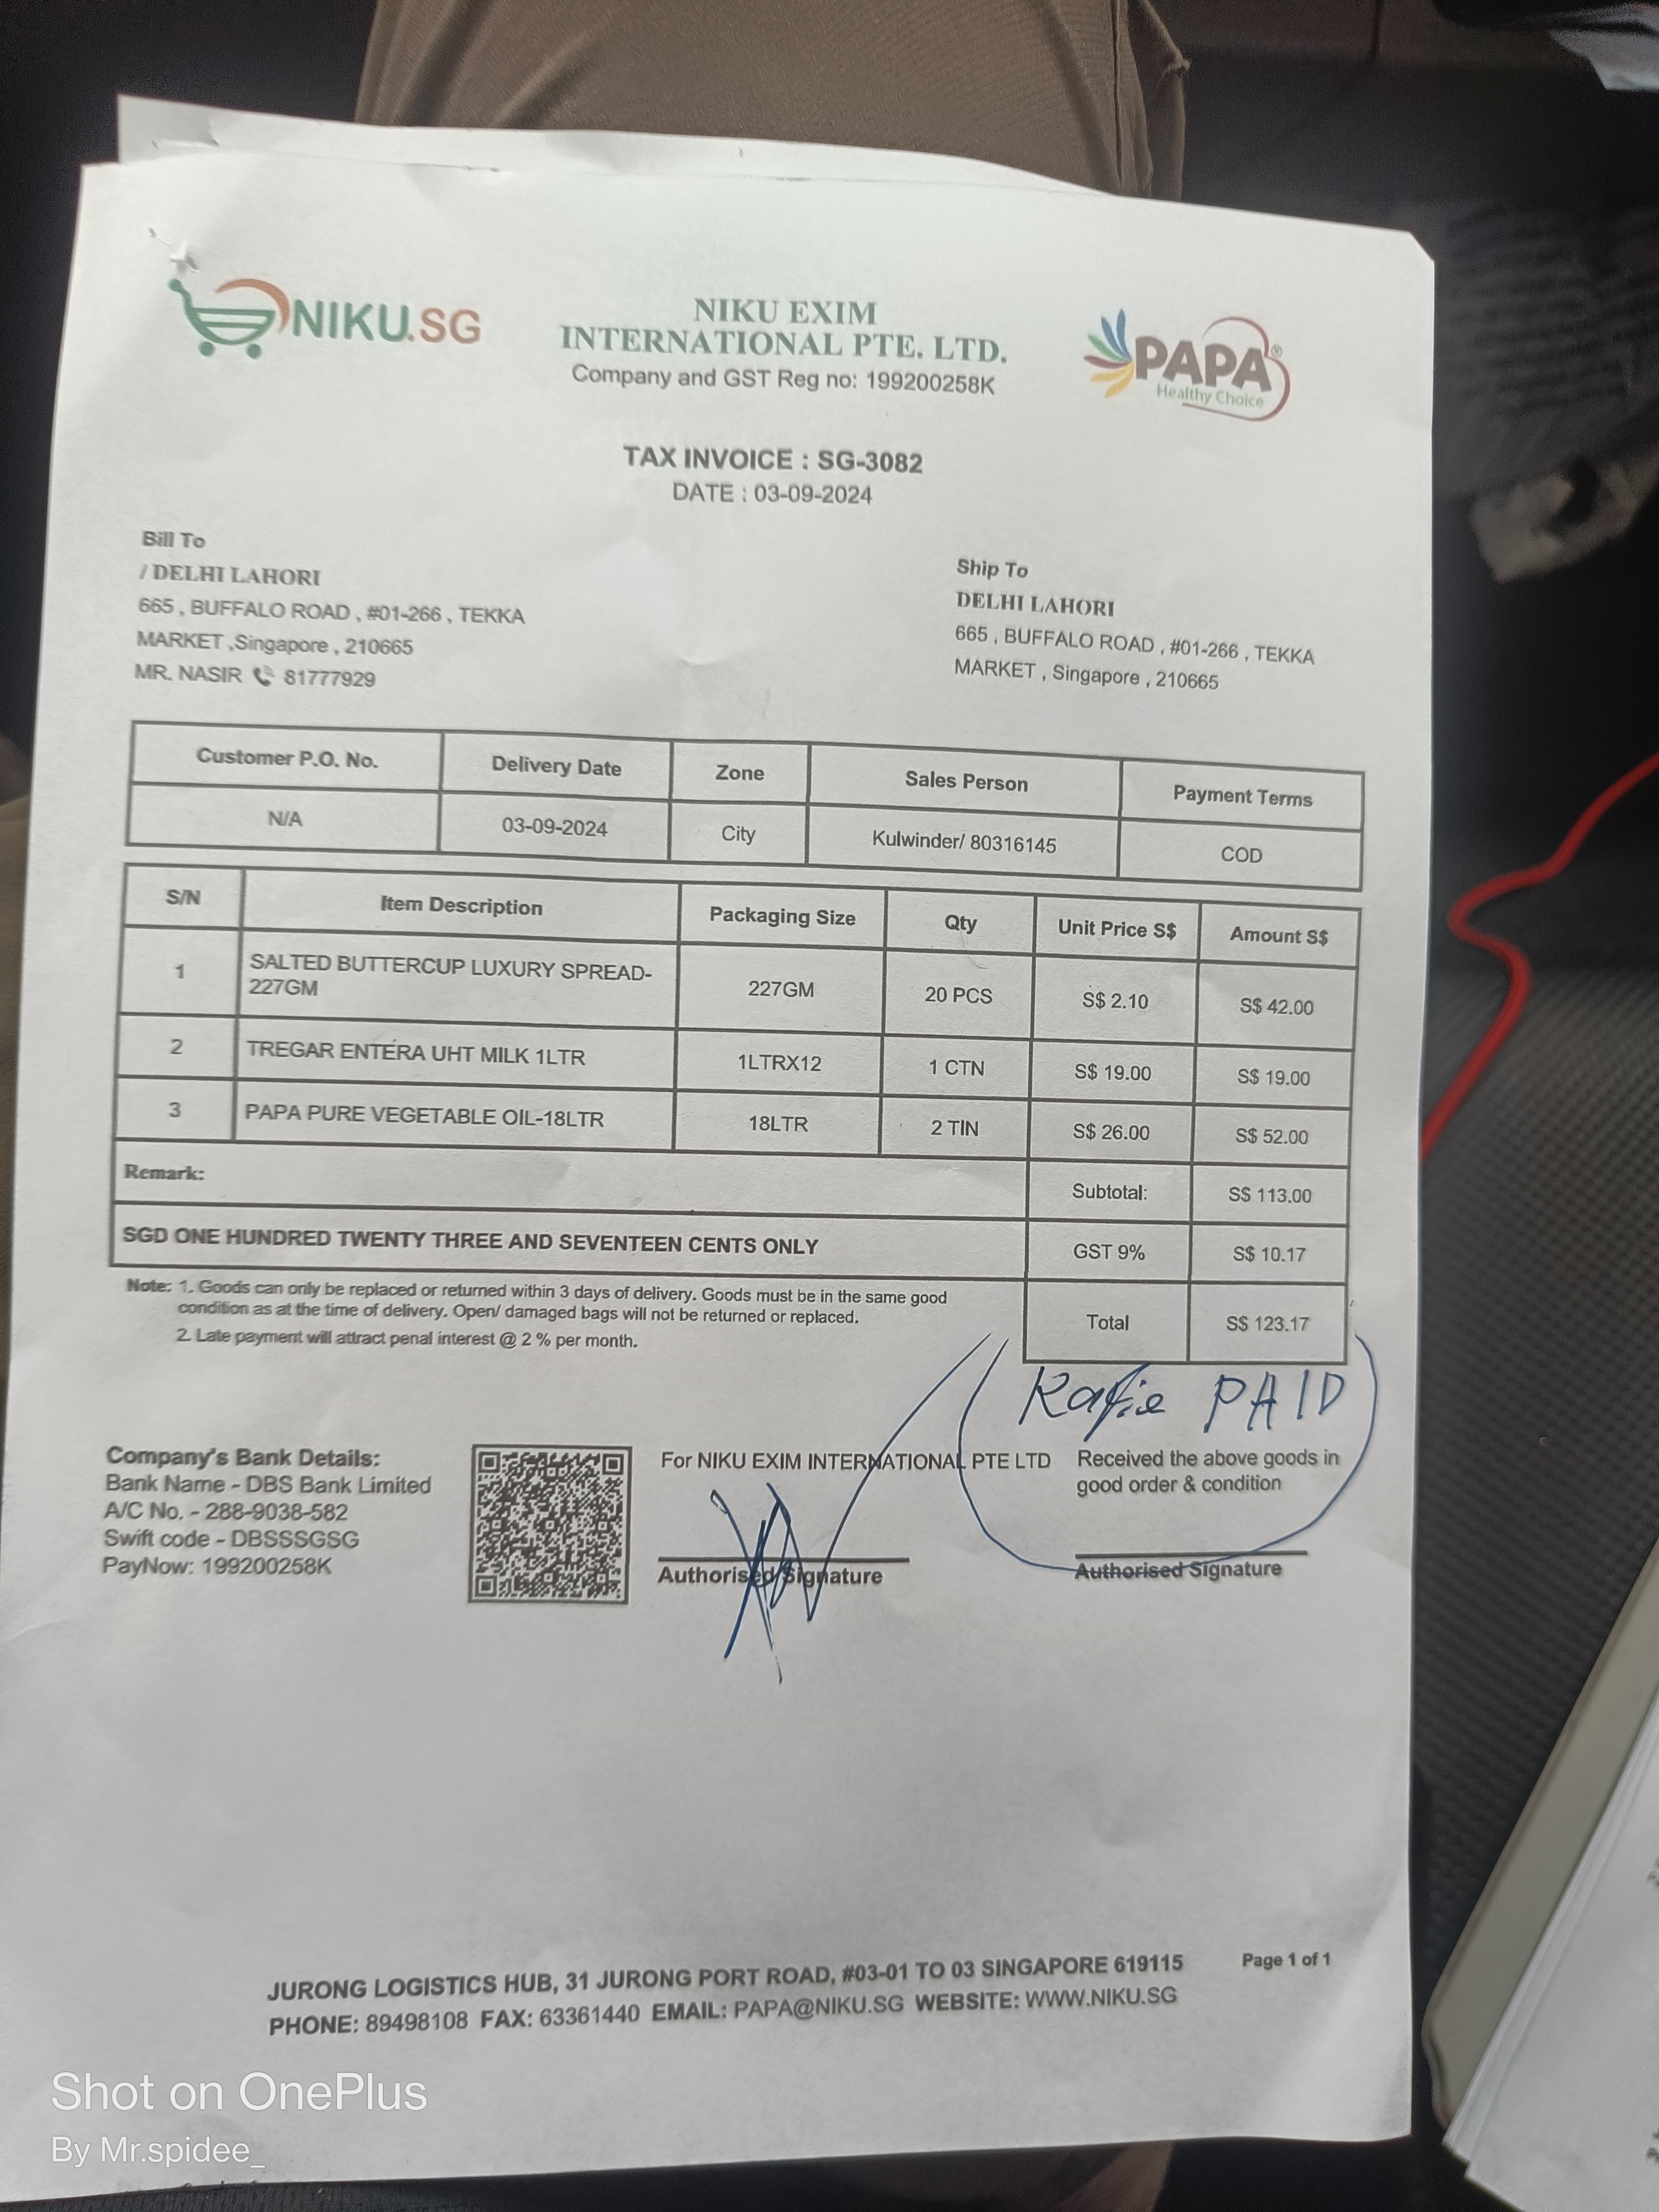 NIKU.SG
NIKU EXIM
INTERNATIONAL PTE. LTD.
Company and GST Reg no: 199200258K
PAPA®
Healthy Choice
TAX INVOICE : SG-3082
DATE : 03-09-2024
Bill To
/ DELHI LAHORI
665 , BUFFALO ROAD , #01-266 , TEKKA
MARKET ,Singapore , 210665
MR. NASIR 81777929
Ship To
DELHI LAHORI
665 , BUFFALO ROAD , #01-266 , TEKKA
MARKET , Singapore , 210665
Customer P.O. No. Delivery Date Zone Sales Person Payment Terms
N/A 03-09-2024 City Kulwinder/ 80316145 COD
S/N Item Description Packaging Size Qty Unit Price S$ Amount S$
1 SALTED BUTTERCUP LUXURY SPREAD-
227GM 227GM 20 PCS S$ 2.10 S$ 42.00
2 TREGAR ENTERA UHT MILK 1LTR 1LTRX12 1 CTN S$ 19.00 S$ 19.00
3 PAPA PURE VEGETABLE OIL-18LTR 18LTR 2 TIN S$ 26.00 S$ 52.00
Remark: Subtotal: S$ 113.00
SGD ONE HUNDRED TWENTY THREE AND SEVENTEEN CENTS ONLY GST 9% S$ 10.17
Total S$ 123.17
Note: 1. Goods can only be replaced or returned within 3 days of delivery. Goods must be in the same good
condition as at the time of delivery. Open/ damaged bags will not be returned or replaced.
2. Late payment will attract penal interest @ 2 % per month.
PAID
Company's Bank Details:
Bank Name - DBS Bank Limited
A/C No. - 288-9038-582
Swift code - DBSSSGSG
PayNow: 199200258K
For NIKU EXIM INTERNATIONAL PTE LTD
Authorised Signature
Received the above goods in
good order & condition
Authorised Signature
JURONG LOGISTICS HUB, 31 JURONG PORT ROAD, #03-01 TO 03 SINGAPORE 619115
Page 1 of 1
PHONE: 89498108 FAX: 63361440 EMAIL: PAPA@NIKU.SG WEBSITE: WWW.NIKU.SG
Shot on OnePlus
By Mr.spidee_